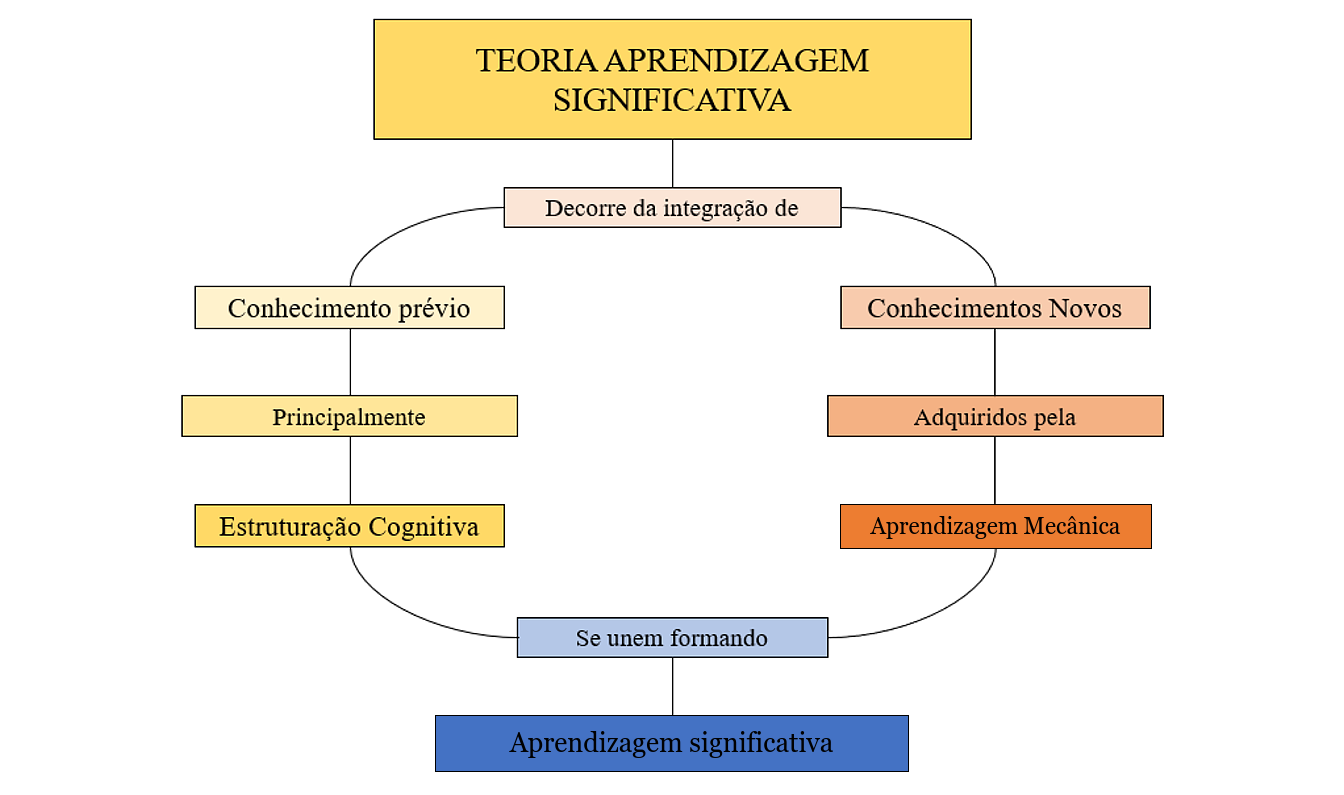 TEORIA APRENDIZAGEM
SIGNIFICATIVA
Decorre da integração de
Conhecimento prévio
Conhecimentos Novos
Principalmente
Adquiridos pela
Estruturação Cognitiva
Aprendizagem Mecânica
Se unem formando
Aprendizagem significativa